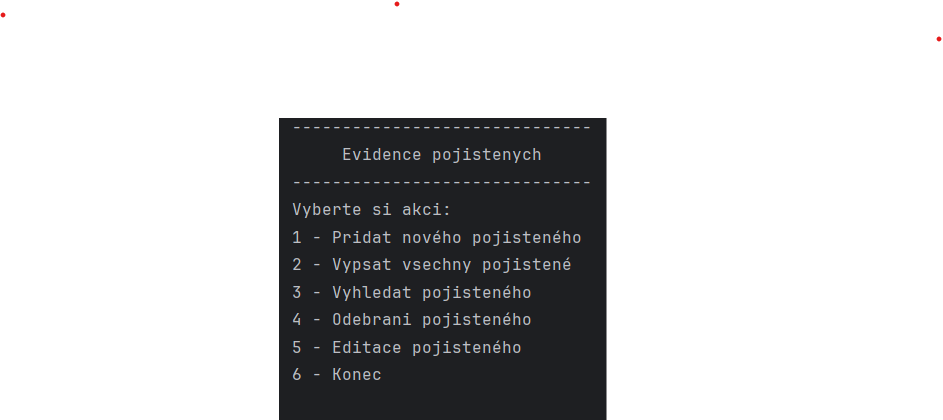 ------------------------------
Evidence pojistenych
------------------------------
Vyberte si akci:
1 - Pridat nového pojisteného
2 - Vypsat vsechny pojistené
3 - Vyhledat pojisteného
4 - Odebrani pojisteného
5 - Editace pojisteného
6 - Konec